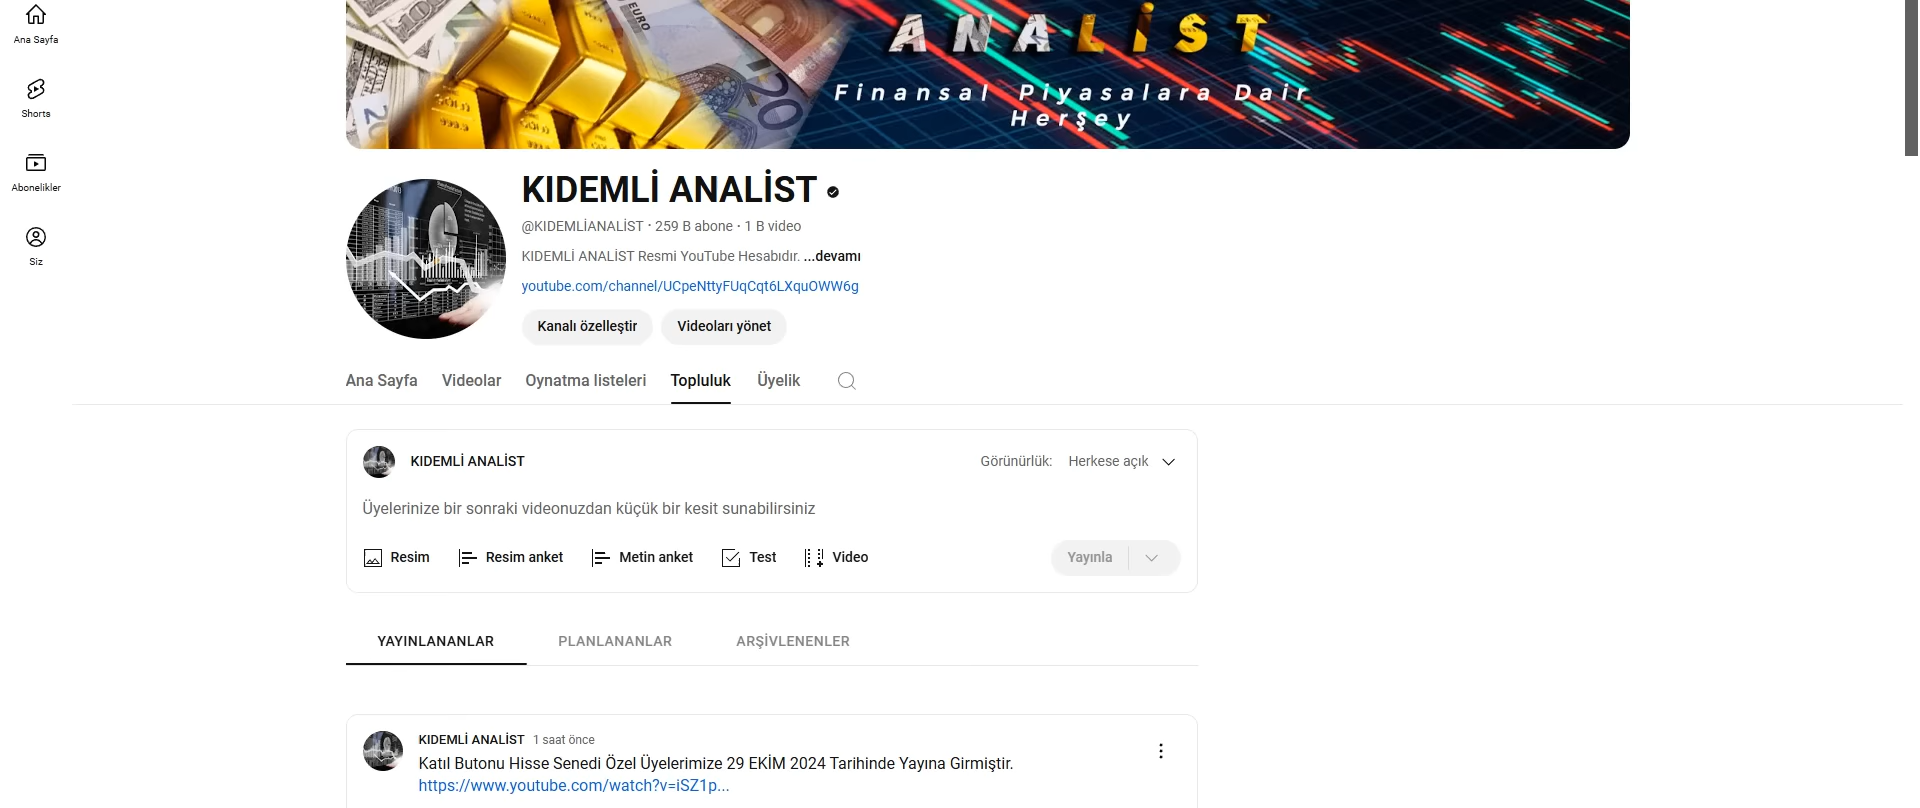 Ana Sayfa
Shorts
Abonelikler
Siz
EURO
20
20
ANALİST
Finansal Piyasalara Dair
Herşey
KIDEMLİ ANALİST
@KIDEMLİANALİST · 259 B abone · 1 B video
KIDEMLİ ANALİST Resmi YouTube Hesabıdır. ...devamı
youtube.com/channel/UCpeNttyFUqCqt6LXquOWW6g
Kanalı özelleştir
Videoları yönet
Ana Sayfa
Videolar
Oynatma listeleri
Topluluk
Üyelik
KIDEMLİ ANALİST
Görünürlük: Herkese açık
Üyelerinize bir sonraki videonuzdan küçük bir kesit sunabilirsiniz
Resim
Resim anket
Metin anket
Test
Video
Yayınla
YAYINLANANLAR
PLANLANANLAR
ARŞİVLENENLER
KIDEMLİ ANALİST 1 saat önce
Katıl Butonu Hisse Senedi Özel Üyelerimize 29 EKİM 2024 Tarihinde Yayına Girmiştir.
https://www.youtube.com/watch?v=iSZ1p...